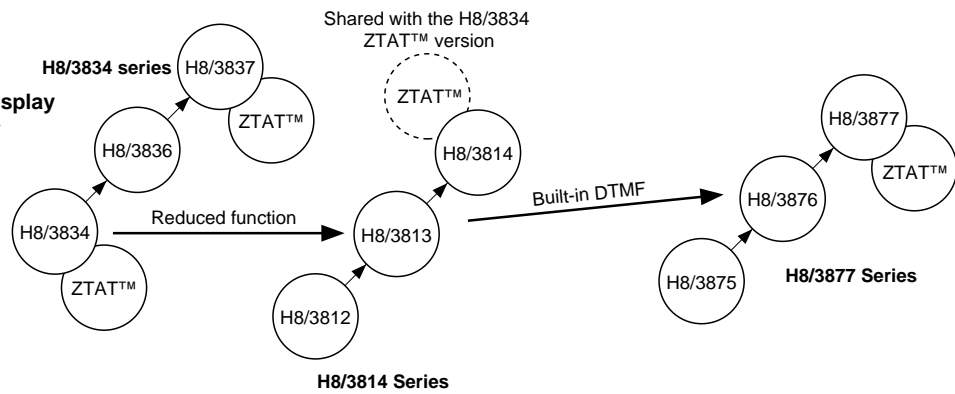 Shared with the H8/3834
ZTAT™ version
H8/3834 series
H8/3837
splay
ZTAT™
ZTAT™
H8/3836
H8/3814
H8/3877
ZTAT™
Built-in DTMF
H8/3876
Reduced function
H8/3834
H8/3813
ZTAT™
H8/3875
H8/3877 Series
H8/3812
H8/3814 Series